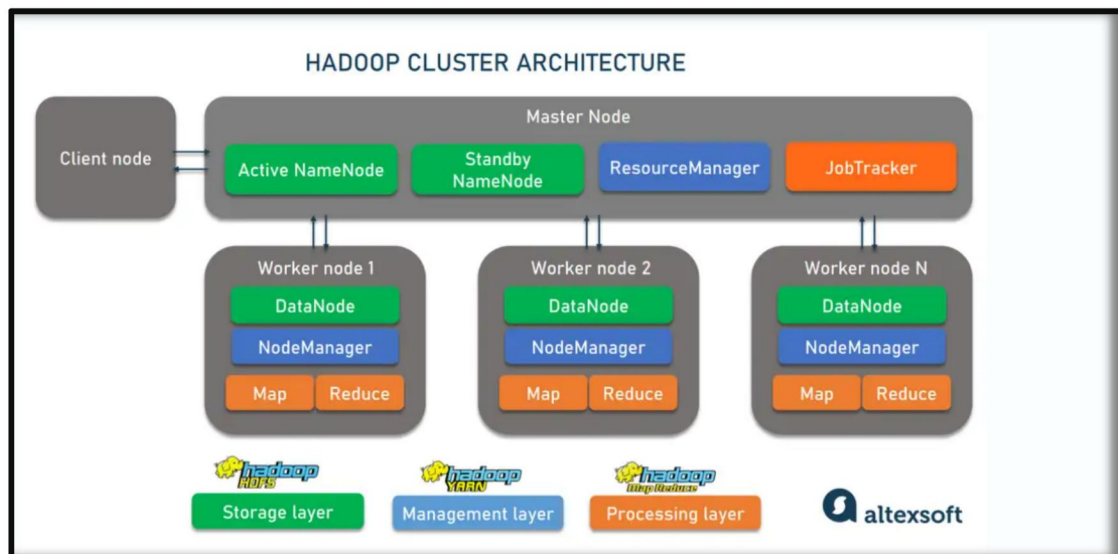 HADOOP CLUSTER ARCHITECTURE
Client node
Master Node
Active NameNode
Standby
NameNode
ResourceManager
JobTracker
Worker node 1
DataNode
NodeManager
Map
Reduce
Worker node 2
DataNode
NodeManager
Map
Reduce
Worker node N
DataNode
NodeManager
Map
Reduce
hadoop
HDFS
Storage layer
hadoop
YARN
Management layer
hadoop
Map Reduce
Processing layer
altexsoft